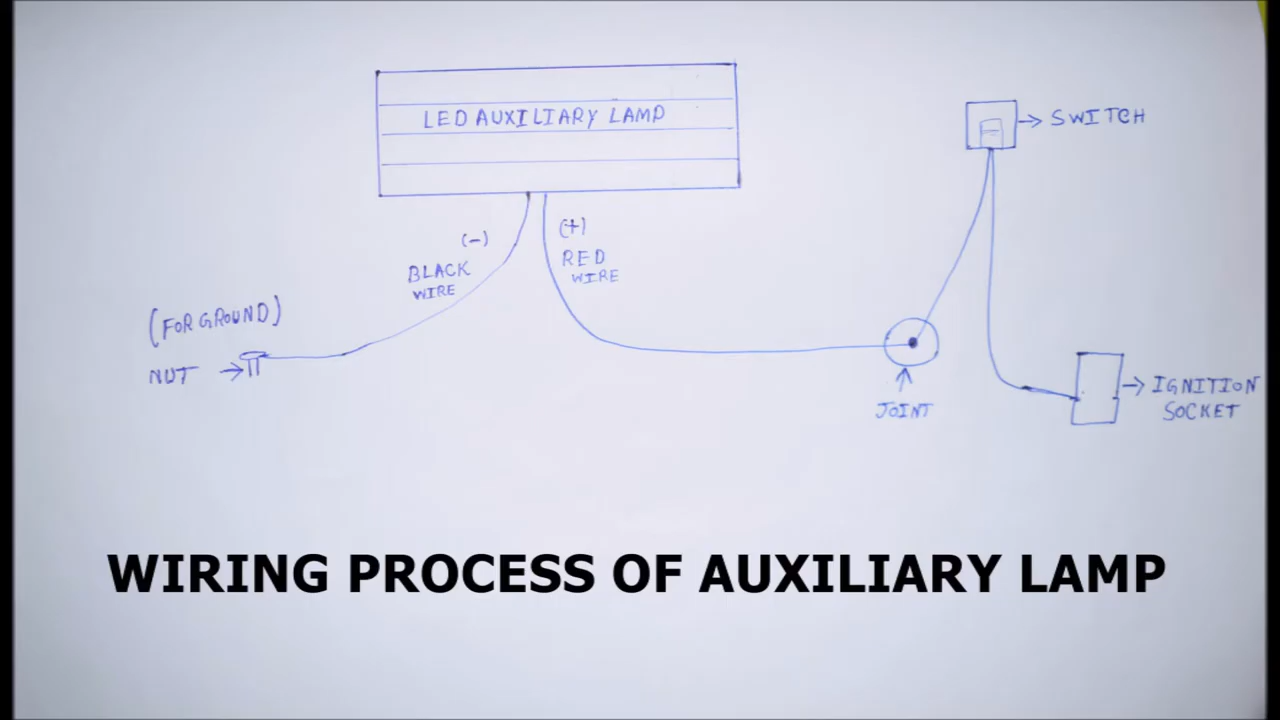 LED AUXILIARY LAMP
SWITCH
(-)
BLACK
WIRE
(+)
RED
WIRE
(FOR GROUND)
NUT
JOINT
IGNITION
SOCKET
WIRING PROCESS OF AUXILIARY LAMP